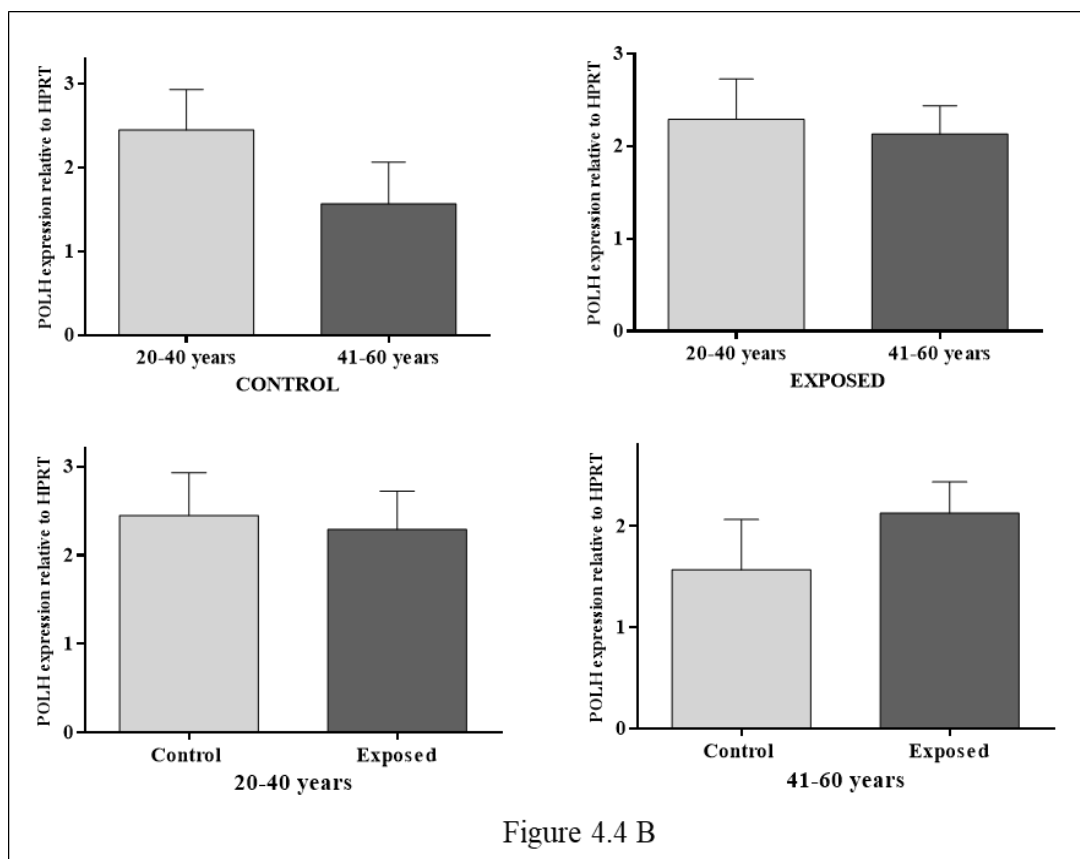 POLH expression relative to HPRT
3
2
1
0
20-40 years 41-60 years
CONTROL
POLH expression relative to HPRT
3
2
1
0
20-40 years 41-60 years
EXPOSED
POLH expression relative to HPRT
3
2
1
0
Control Exposed
20-40 years
POLH expression relative to HPRT
2
1
0
Control Exposed
41-60 years
Figure 4.4 B